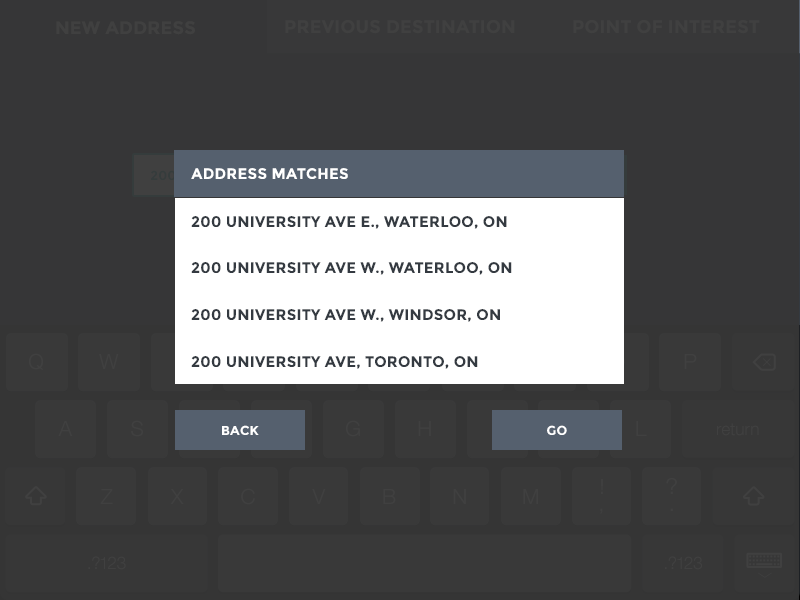 NEW ADDRESS
PREVIOUS DESTINATION
POINT OF INTEREST
200
ADDRESS MATCHES
200 UNIVERSITY AVE E., WATERLOO, ON
200 UNIVERSITY AVE W., WATERLOO, ON
200 UNIVERSITY AVE W., WINDSOR, ON
200 UNIVERSITY AVE, TORONTO, ON
Q W P
BACK
GO
A S G H L return
Z X C V B N M ! ?
.?123 .?123